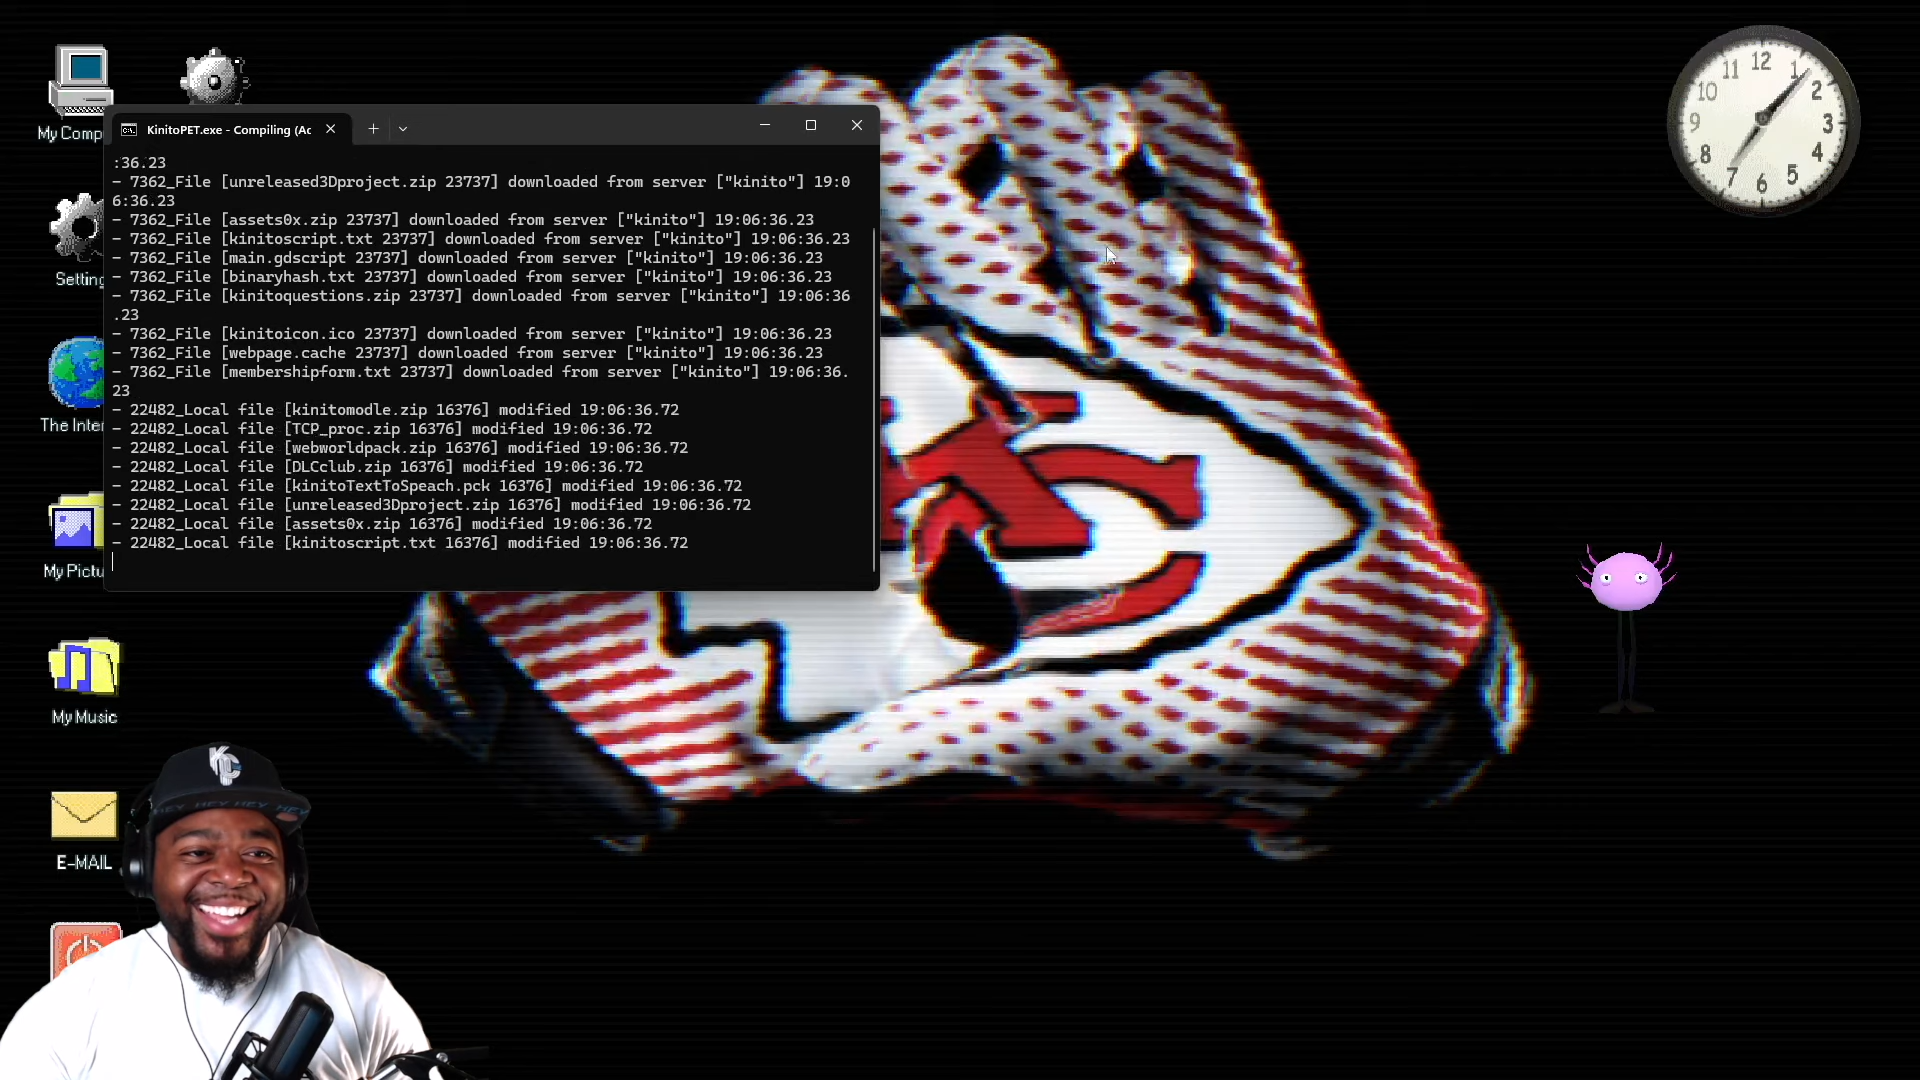 My Comp
KinitoPET.exe - Compiling (Ac
:36.23
- 7362_File [unreleased3Dproject.zip 23737] downloaded from server ["kinito"] 19:0
6:36.23
- 7362_File [assets0x.zip 23737] downloaded from server ["kinito"] 19:06:36.23
- 7362_File [kinitoscript.txt 23737] downloaded from server ["kinito"] 19:06:36.23
- 7362_File [main.gdscript 23737] downloaded from server ["kinito"] 19:06:36.23
- 7362_File [binaryhash.txt 23737] downloaded from server ["kinito"] 19:06:36.23
- 7362_File [kinitoquestions.zip 23737] downloaded from server ["kinito"] 19:06:36
.23
- 7362_File [kinitoicon.ico 23737] downloaded from server ["kinito"] 19:06:36.23
- 7362_File [webpage.cache 23737] downloaded from server ["kinito"] 19:06:36.23
- 7362_File [membershipform.txt 23737] downloaded from server ["kinito"] 19:06:36.
23
- 22482_Local file [kinitomodle.zip 16376] modified 19:06:36.72
- 22482_Local file [TCP_proc.zip 16376] modified 19:06:36.72
- 22482_Local file [webworldpack.zip 16376] modified 19:06:36.72
- 22482_Local file [DLCclub.zip 16376] modified 19:06:36.72
- 22482_Local file [kinitoTextToSpeach.pck 16376] modified 19:06:36.72
- 22482_Local file [unreleased3Dproject.zip 16376] modified 19:06:36.72
- 22482_Local file [assets0x.zip 16376] modified 19:06:36.72
- 22482_Local file [kinitoscript.txt 16376] modified 19:06:36.72
Setting
The Inter
My Pictu
My Music
E-MAIL
12
1
2
3
4
5
6
7
8
9
10
11
KC
HEY HEY HEY HEY